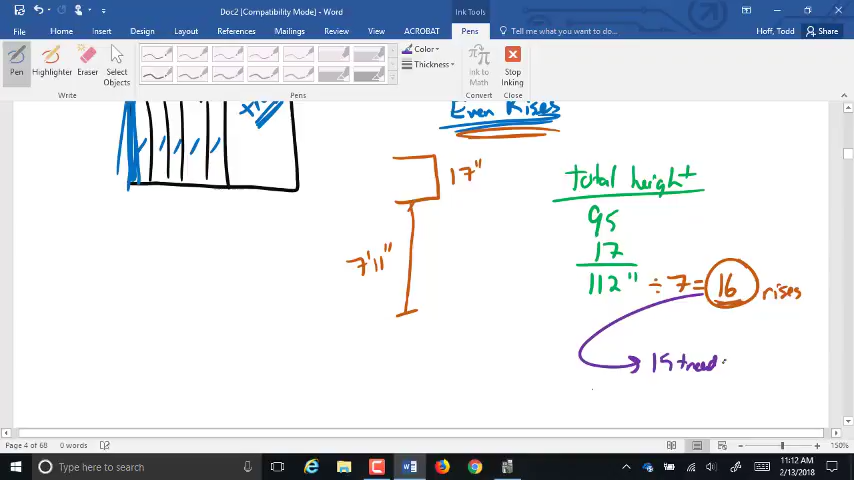 Doc2 [Compatibility Mode] - Word
Ink Tools
Hoff, Todd
File
Home
Insert
Design
Layout
References
Mailings
Review
View
ACROBAT
Pens
Tell me what you want to do...
Share
Pen
Highlighter
Eraser
Select Objects
Color
Thickness
Ink to Math
Stop Inking
Write
Pens
Convert
Close
Even Rises
17"
7'11"
total height
95
17
112" ÷ 7 = 16 rises
15 tread
Page 4 of 68
0 words
150%
Type here to search
11:12 AM
2/13/2018